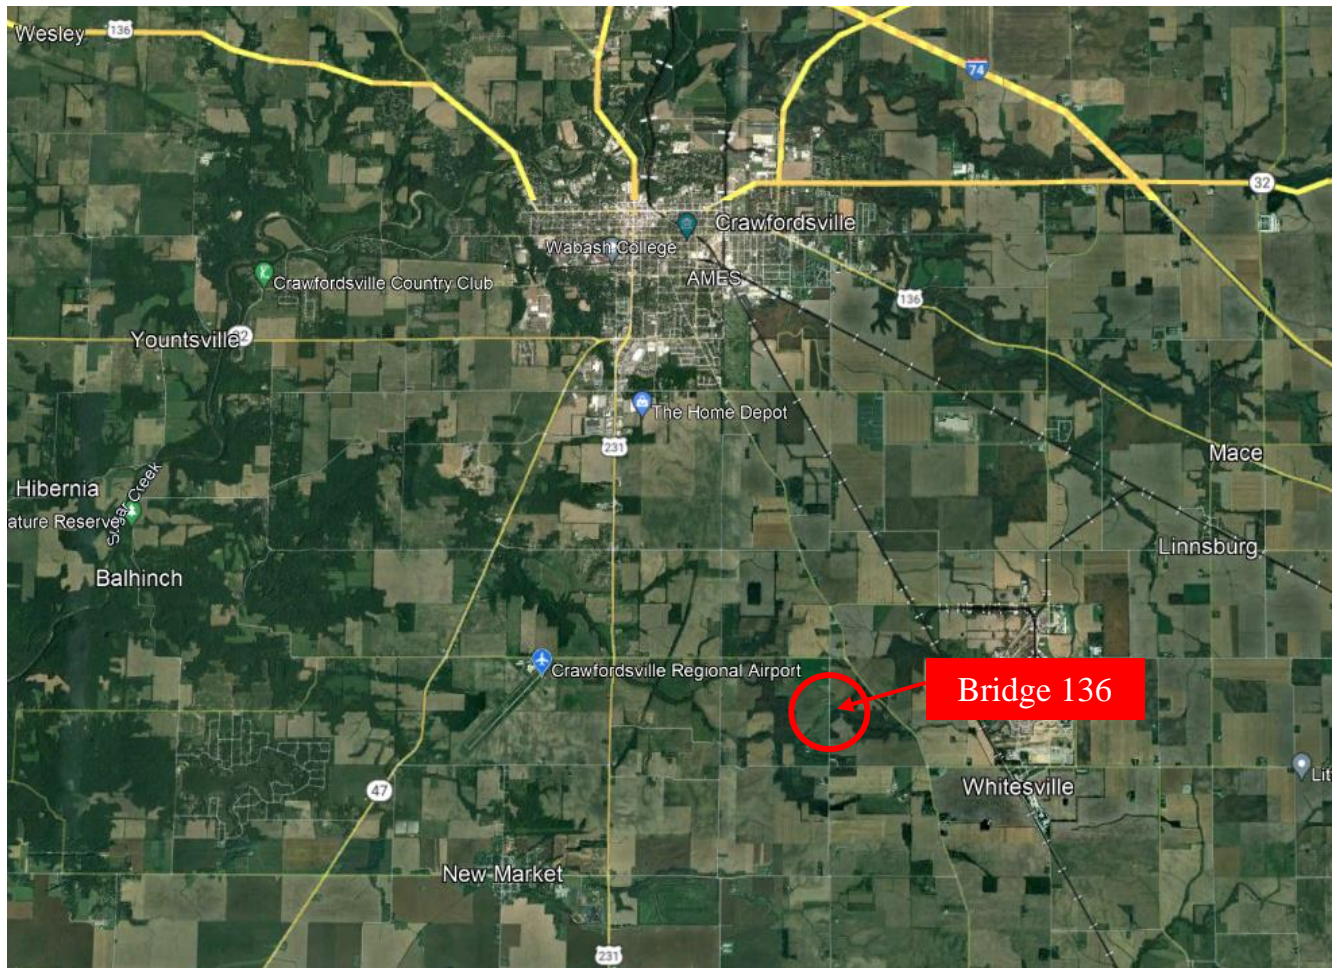 Wesley
136
74
32
Crawfordsville
Wabash College
AMES
Crawfordsville Country Club
136
Yountsville
The Home Depot
231
Mace
Hibernia
Sugar Creek
ature Reserve
Linnsburg
Balhinch
Crawfordsville Regional Airport
Bridge 136
Whitesville
Lit
47
New Market
231